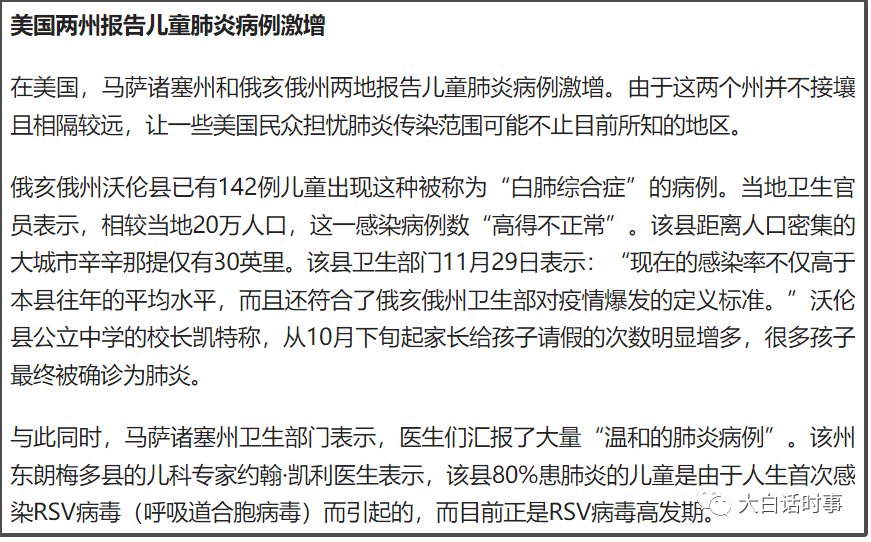 美国两州报告儿童肺炎病例激增
在美国，马萨诸塞州和俄亥俄州两地报告儿童肺炎病例激增。由于这两个州并不接壤
且相隔较远，让一些美国民众担忧肺炎传染范围可能不止目前所知的地区。
俄亥俄州沃伦县已有142例儿童出现这种被称为“白肺综合症”的病例。当地卫生官
员表示，相较当地20万人口，这一感染病例数“高得不正常”。该县距离人口密集的
大城市辛辛那提仅有30英里。该县卫生部门11月29日表示：“现在的感染率不仅高于
本县往年的平均水平，而且还符合了俄亥俄州卫生部对疫情爆发的定义标准。”沃伦
县公立中学的校长凯特称，从10月下旬起家长给孩子请假的次数明显增多，很多孩子
最终被确诊为肺炎。
与此同时，马萨诸塞州卫生部门表示，医生们汇报了大量“温和的肺炎病例”。该州
东朗梅多县的儿科专家约翰·凯利医生表示，该县80%患肺炎的儿童是由于人生首次感
染RSV病毒（呼吸道合胞病毒）而引起的，而目前正是RSV病毒高发期。
大白话时事